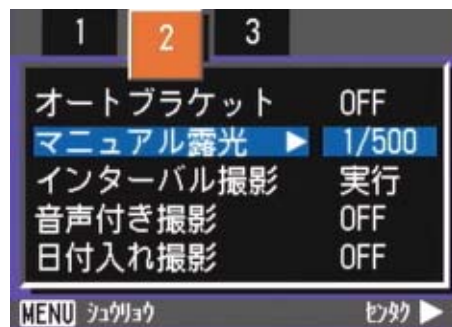 1 2 3
オートブラケット OFF
マニュアル露光 ▶ 1/500
インターバル撮影 実行
音声付き撮影 OFF
日付入れ撮影 OFF
MENU シュウリョウ センタク ▶